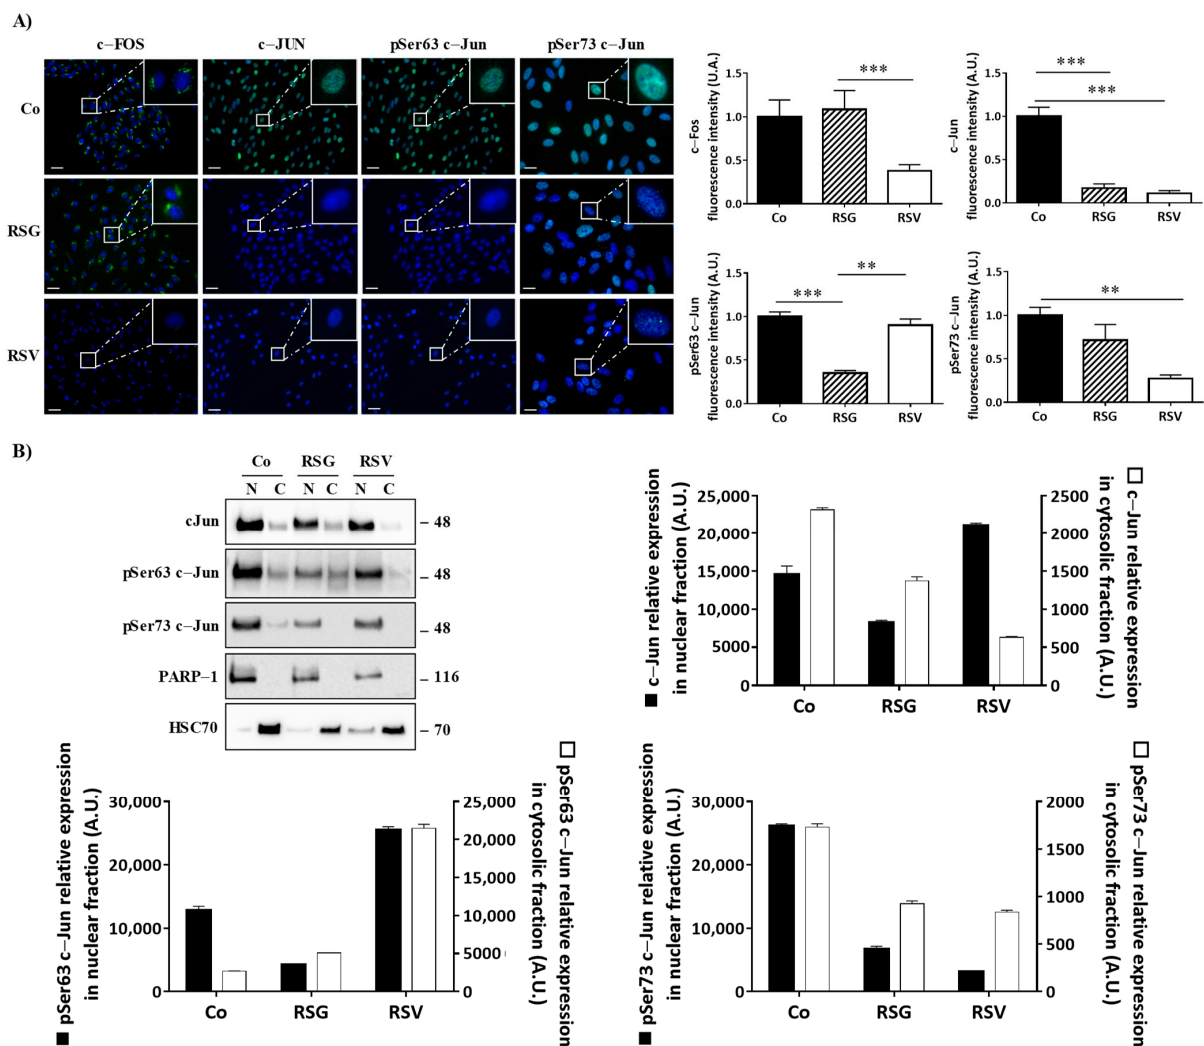 A)
c–FOS c–JUN pSer63 c–Jun pSer73 c–Jun
Co
RSG
RSV
c–Fos
fluorescence intensity (U.A.)
1.5
1.0
0.5
0.0
***
Co RSG RSV
c–Jun
fluorescence intensity (A.U.)
1.5
1.0
0.5
0.0
***
***
Co RSG RSV
pSer63 c–Jun
fluorescence intensity (A.U.)
1.5
1.0
0.5
0.0
**
***
Co RSG RSV
pSer73 c–Jun
fluorescence intensity (A.U.)
1.5
1.0
0.5
0.0
**
Co RSG RSV
B)
Co RSG RSV
N C N C N C
cJun – 48
pSer63 c–Jun – 48
pSer73 c–Jun – 48
PARP–1 – 116
HSC70 – 70
c–Jun relative expression
in nuclear fraction (A.U.)
25,000
20,000
15,000
10,000
5000
0
2500
2000
1500
1000
500
0
c–Jun relative expression
in cytosolic fraction (A.U.)
Co RSG RSV
pSer63 c–Jun relative expression
in nuclear fraction (A.U.)
30,000
20,000
10,000
0
25,000
20,000
15,000
10,000
5000
0
pSer63 c–Jun relative expression
in cytosolic fraction (A.U.)
Co RSG RSV
pSer73 c–Jun relative expression
in nuclear fraction (A.U.)
30,000
20,000
10,000
0
2000
1500
1000
500
0
pSer73 c–Jun relative expression
in cytosolic fraction (A.U.)
Co RSG RSV